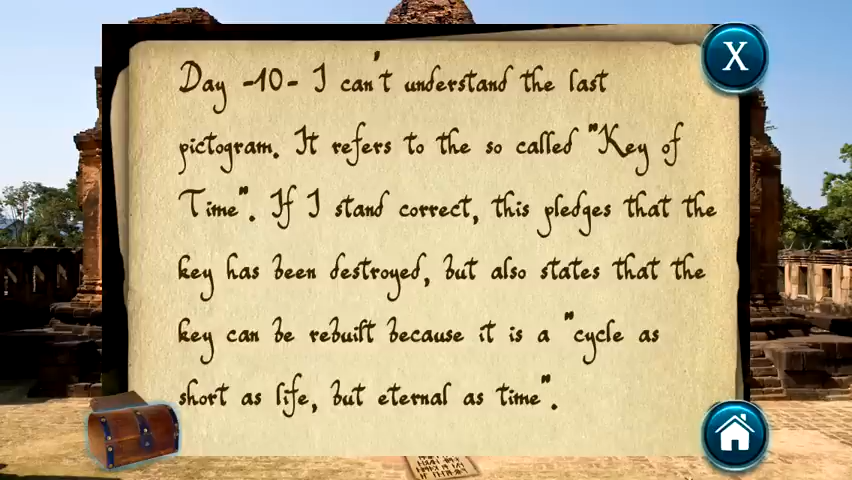 Day -10- I can't understand the last
pictogram. It refers to the so called "Key of
Time". If I stand correct, this pledges that the
key has been destroyed, but also states that the
key can be rebuilt because it is a "cycle as
short as life, but eternal as time".
X